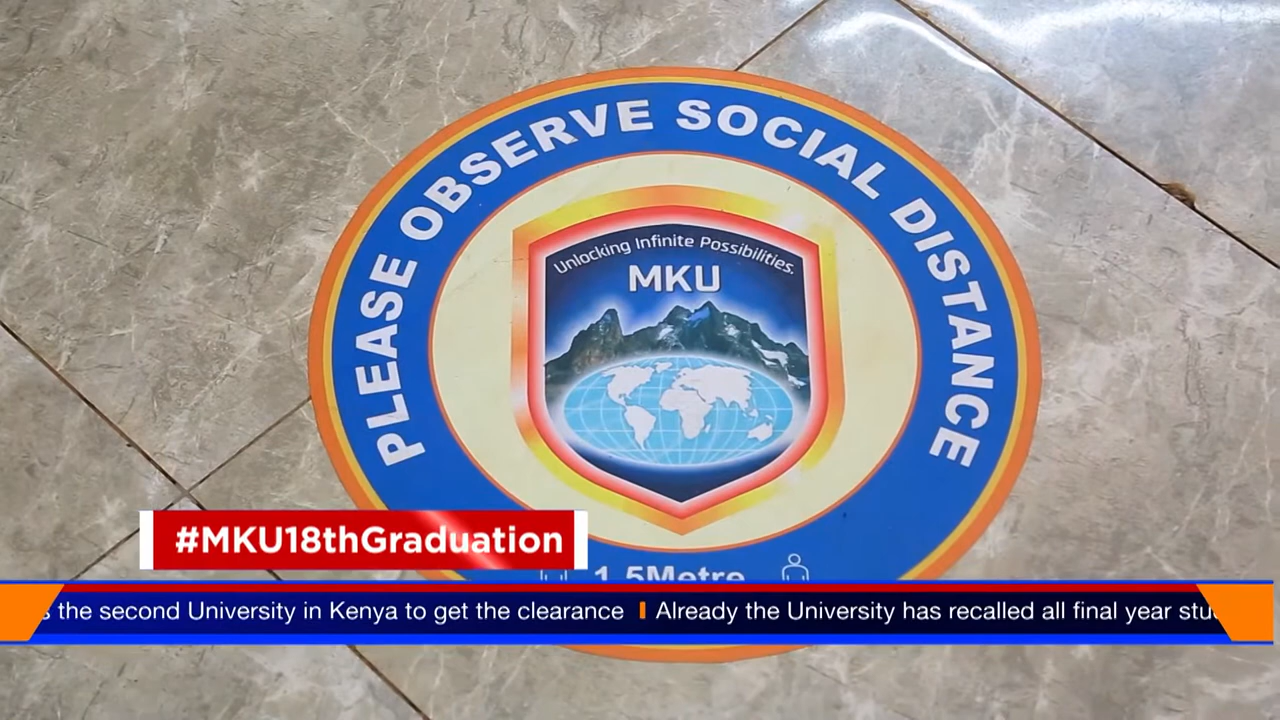 PLEASE OBSERVE SOCIAL DISTANCE
Unlocking Infinite Possibilities.
MKU
#MKU18thGraduation
1.5Metre
the second University in Kenya to get the clearance
Already the University has recalled all final year